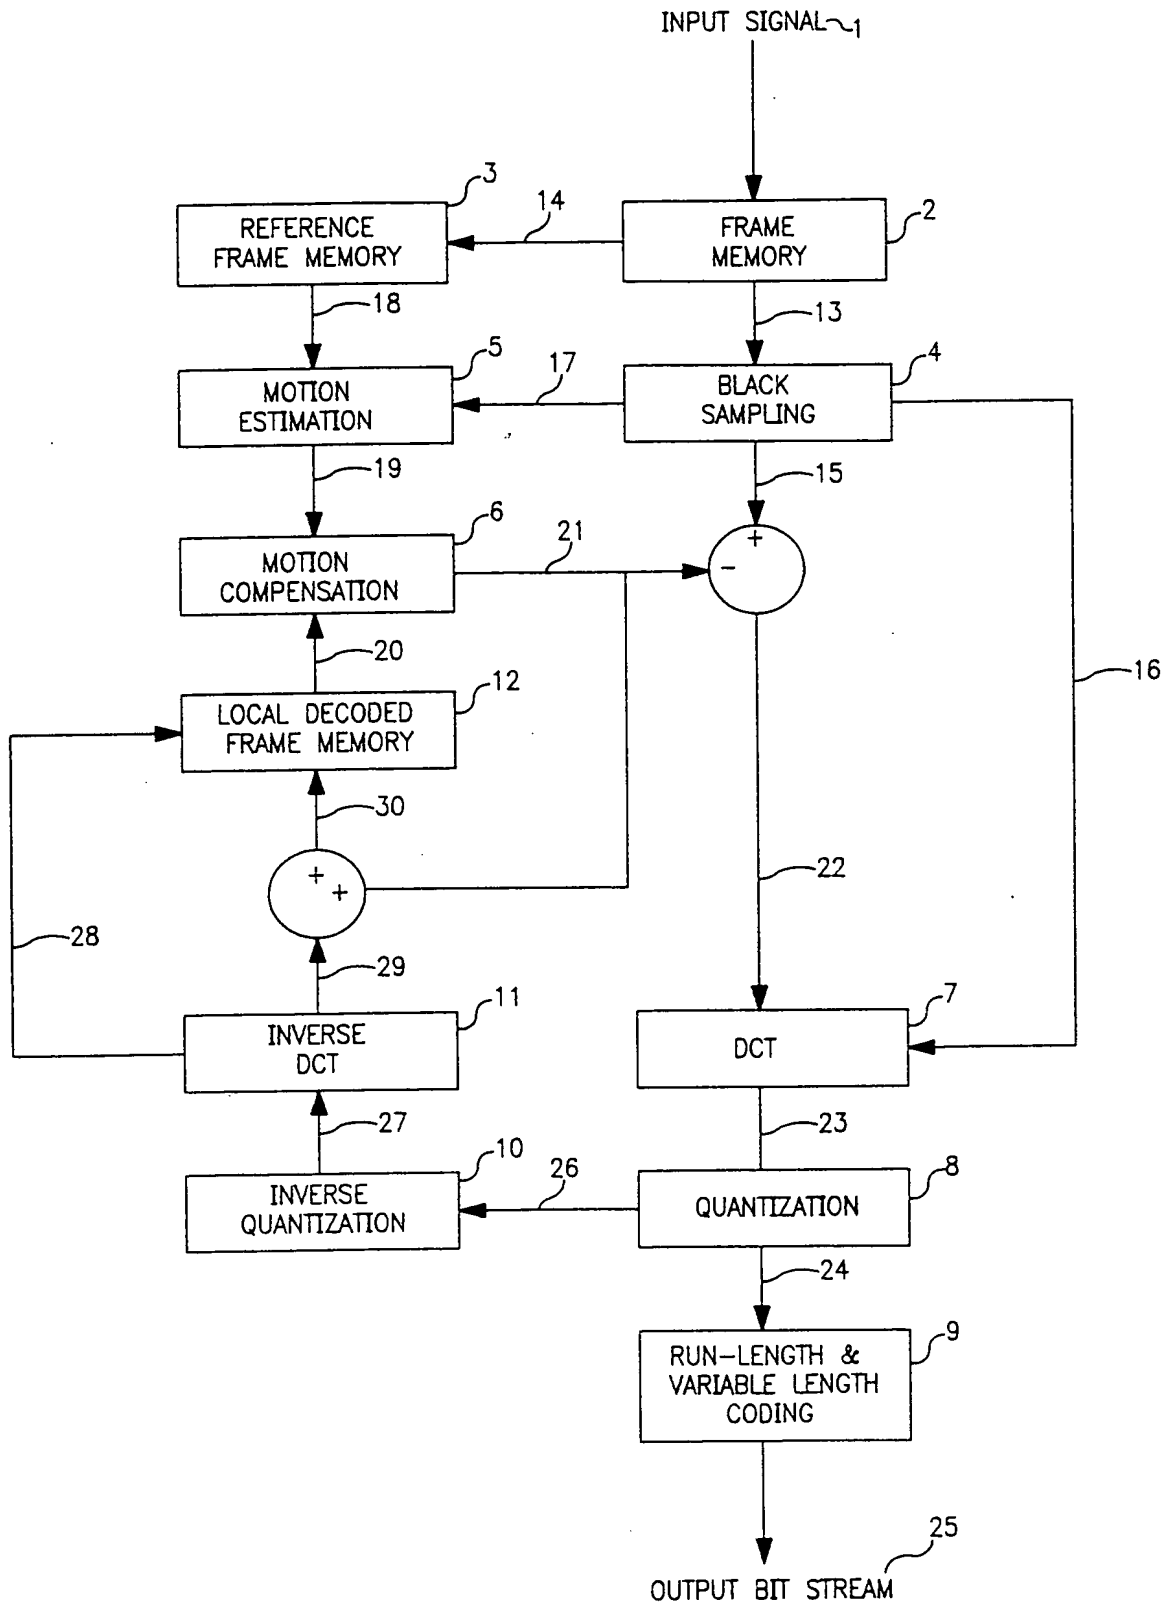 INPUT SIGNAL 1
3
REFERENCE
FRAME MEMORY
14
FRAME
MEMORY
2
18
13
5
MOTION
ESTIMATION
17
BLACK
SAMPLING
4
19
15
6
MOTION
COMPENSATION
21
+
-
20
16
12
LOCAL DECODED
FRAME MEMORY
30
+
+
22
28
29
11
INVERSE
DCT
7
DCT
27
23
10
INVERSE
QUANTIZATION
26
8
QUANTIZATION
24
9
RUN-LENGTH &
VARIABLE LENGTH
CODING
25
OUTPUT BIT STREAM